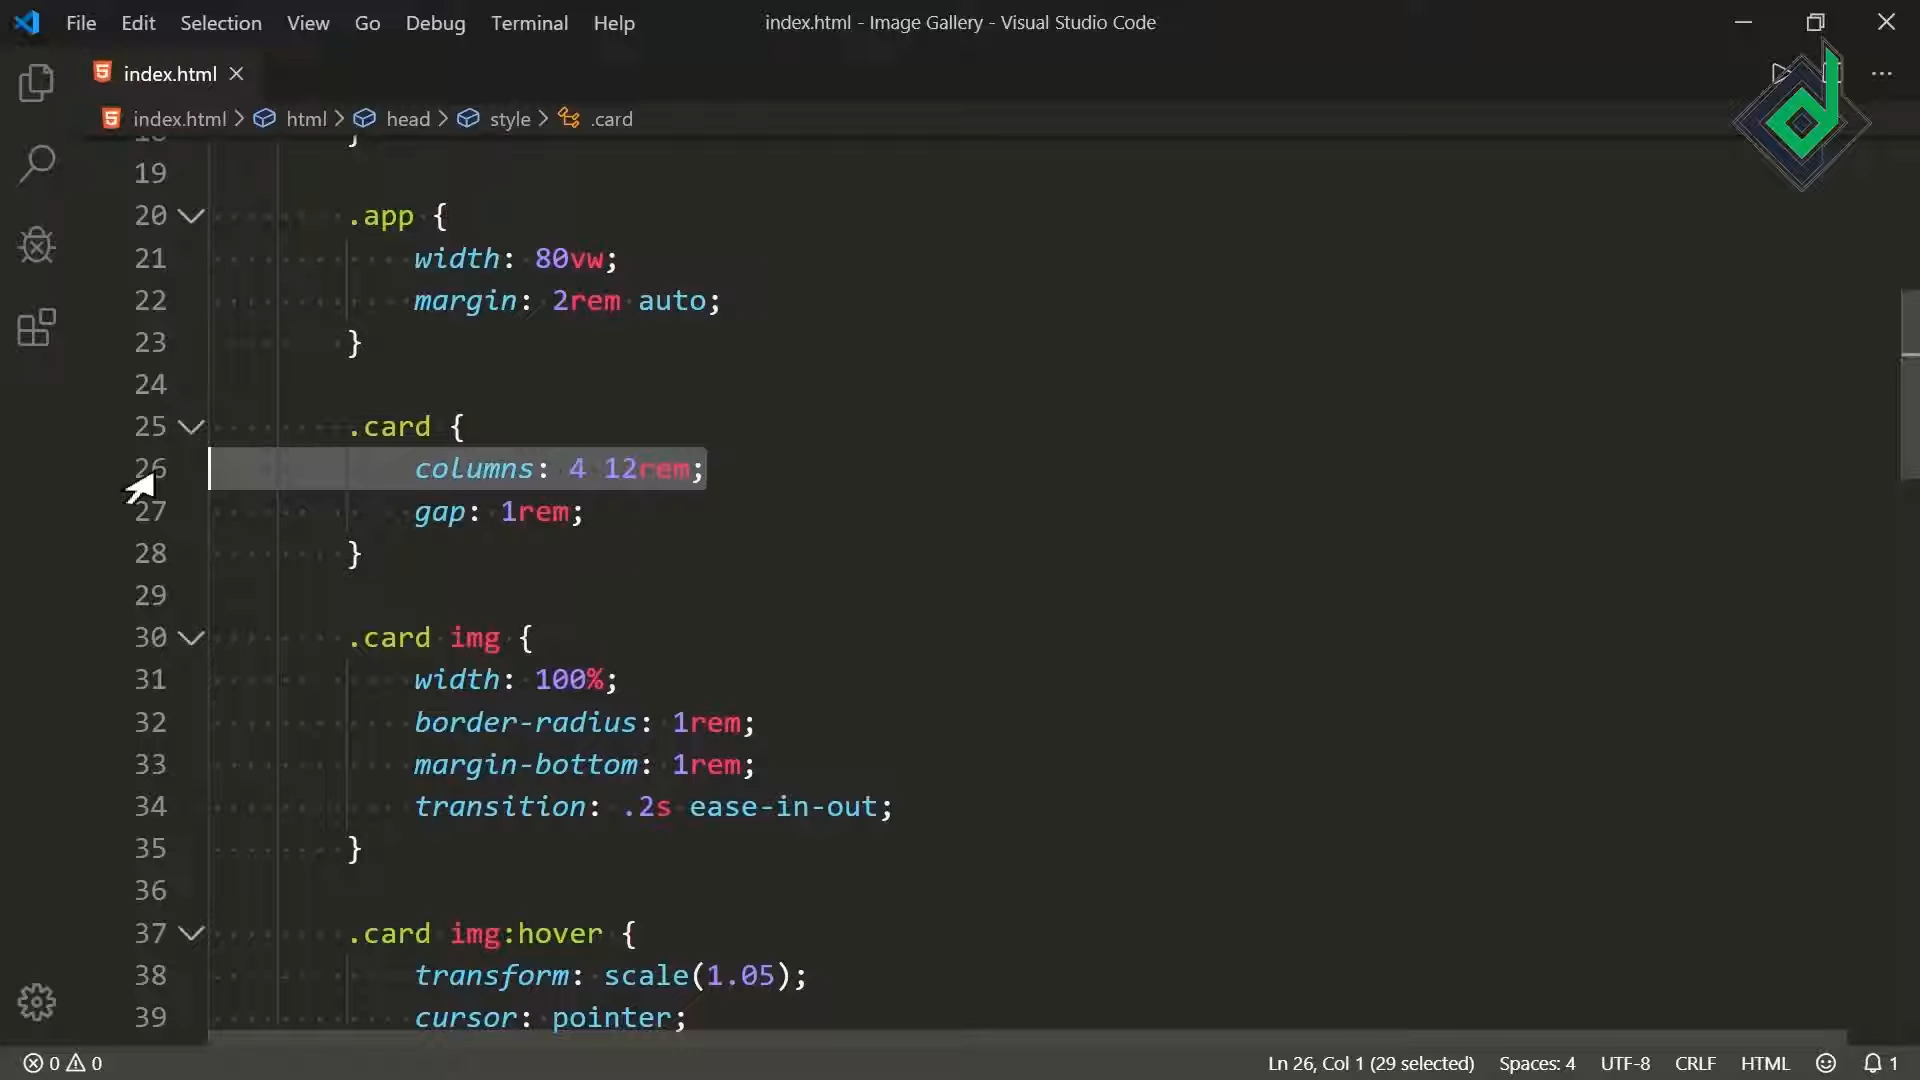 File Edit Selection View Go Debug Terminal Help index.html - Image Gallery - Visual Studio Code
index.html
index.html > html > head > style > .card
18 }
19
20 .app {
21 width: 80vw;
22 margin: 2rem auto;
23 }
24
25 .card {
26 columns: 4 12rem;
27 gap: 1rem;
28 }
29
30 .card img {
31 width: 100%;
32 border-radius: 1rem;
33 margin-bottom: 1rem;
34 transition: .2s ease-in-out;
35 }
36
37 .card img:hover {
38 transform: scale(1.05);
39 cursor: pointer;
0 0 Ln 26, Col 1 (29 selected) Spaces: 4 UTF-8 CRLF HTML 1